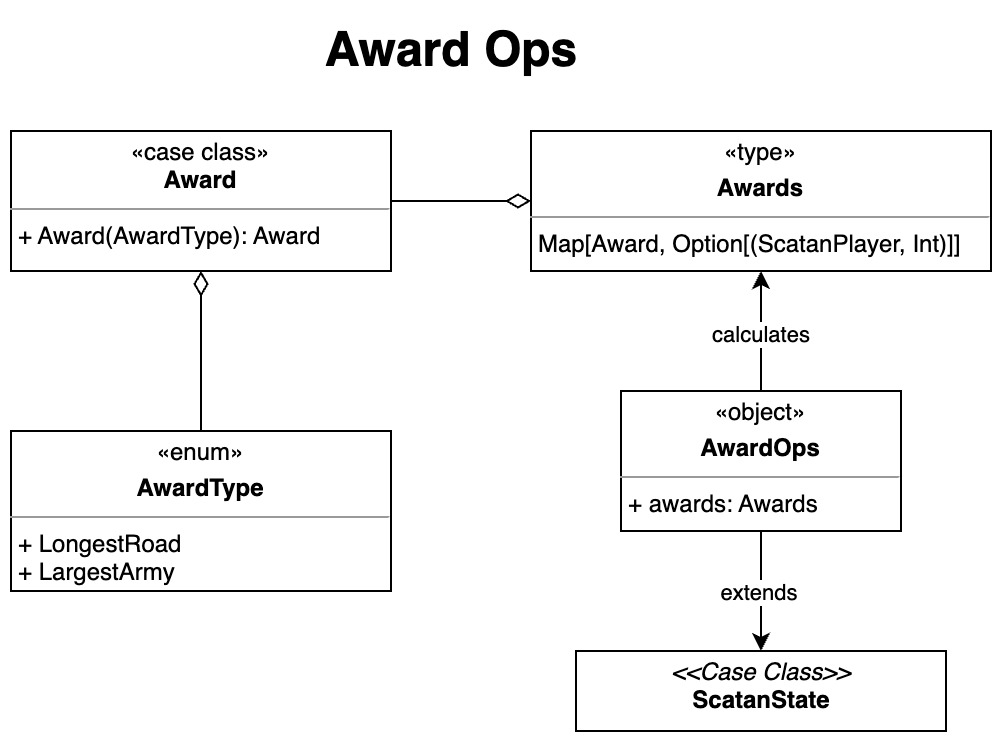 Award Ops
«case class»
Award
+ Award(AwardType): Award
«type»
Awards
Map[Award, Option[(ScatanPlayer, Int)]]
calculates
«enum»
AwardType
+ LongestRoad
+ LargestArmy
«object»
AwardOps
+ awards: Awards
extends
<<Case Class>>
ScatanState